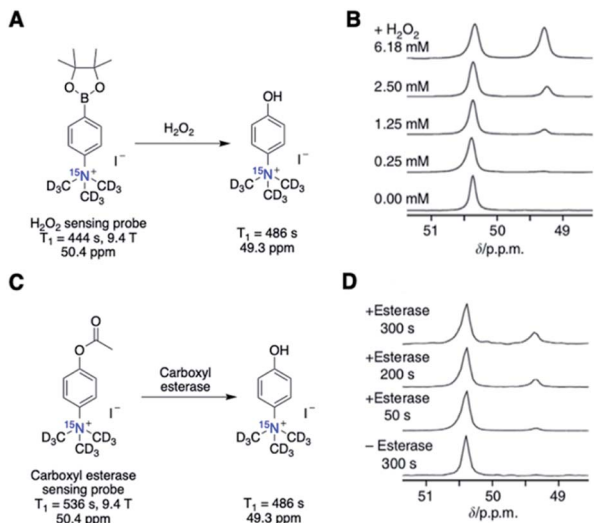 A
B
O
O
B
H₂O₂
I⁻
¹⁵N⁺
D₃C
CD₃
CD₃
H₂O₂ sensing probe
T₁ = 444 s, 9.4 T
50.4 ppm
OH
I⁻
¹⁵N⁺
D₃C
CD₃
CD₃
T₁ = 486 s
49.3 ppm
+ H₂O₂
6.18 mM
2.50 mM
1.25 mM
0.25 mM
0.00 mM
51 50 49
δ/p.p.m.
C
D
O
O
Carboxyl
esterase
I⁻
¹⁵N⁺
D₃C
CD₃
CD₃
Carboxyl esterase
sensing probe
T₁ = 536 s, 9.4 T
50.4 ppm
OH
I⁻
¹⁵N⁺
D₃C
CD₃
CD₃
T₁ = 486 s
49.3 ppm
+Esterase
300 s
+Esterase
200 s
+Esterase
50 s
− Esterase
300 s
51 50 49
δ/p.p.m.